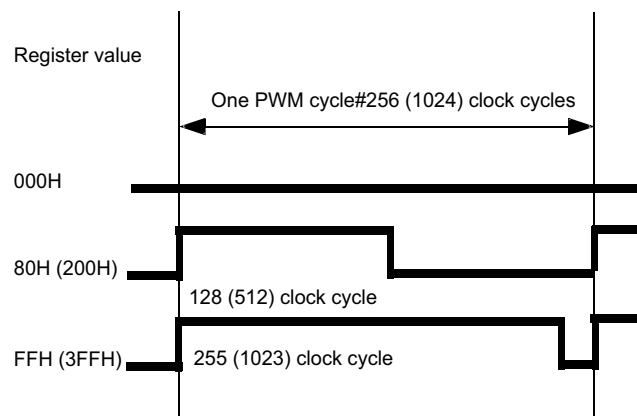 Register value
One PWM cycle#256 (1024) clock cycles
000H
80H (200H)
128 (512) clock cycle
FFH (3FFH)
255 (1023) clock cycle